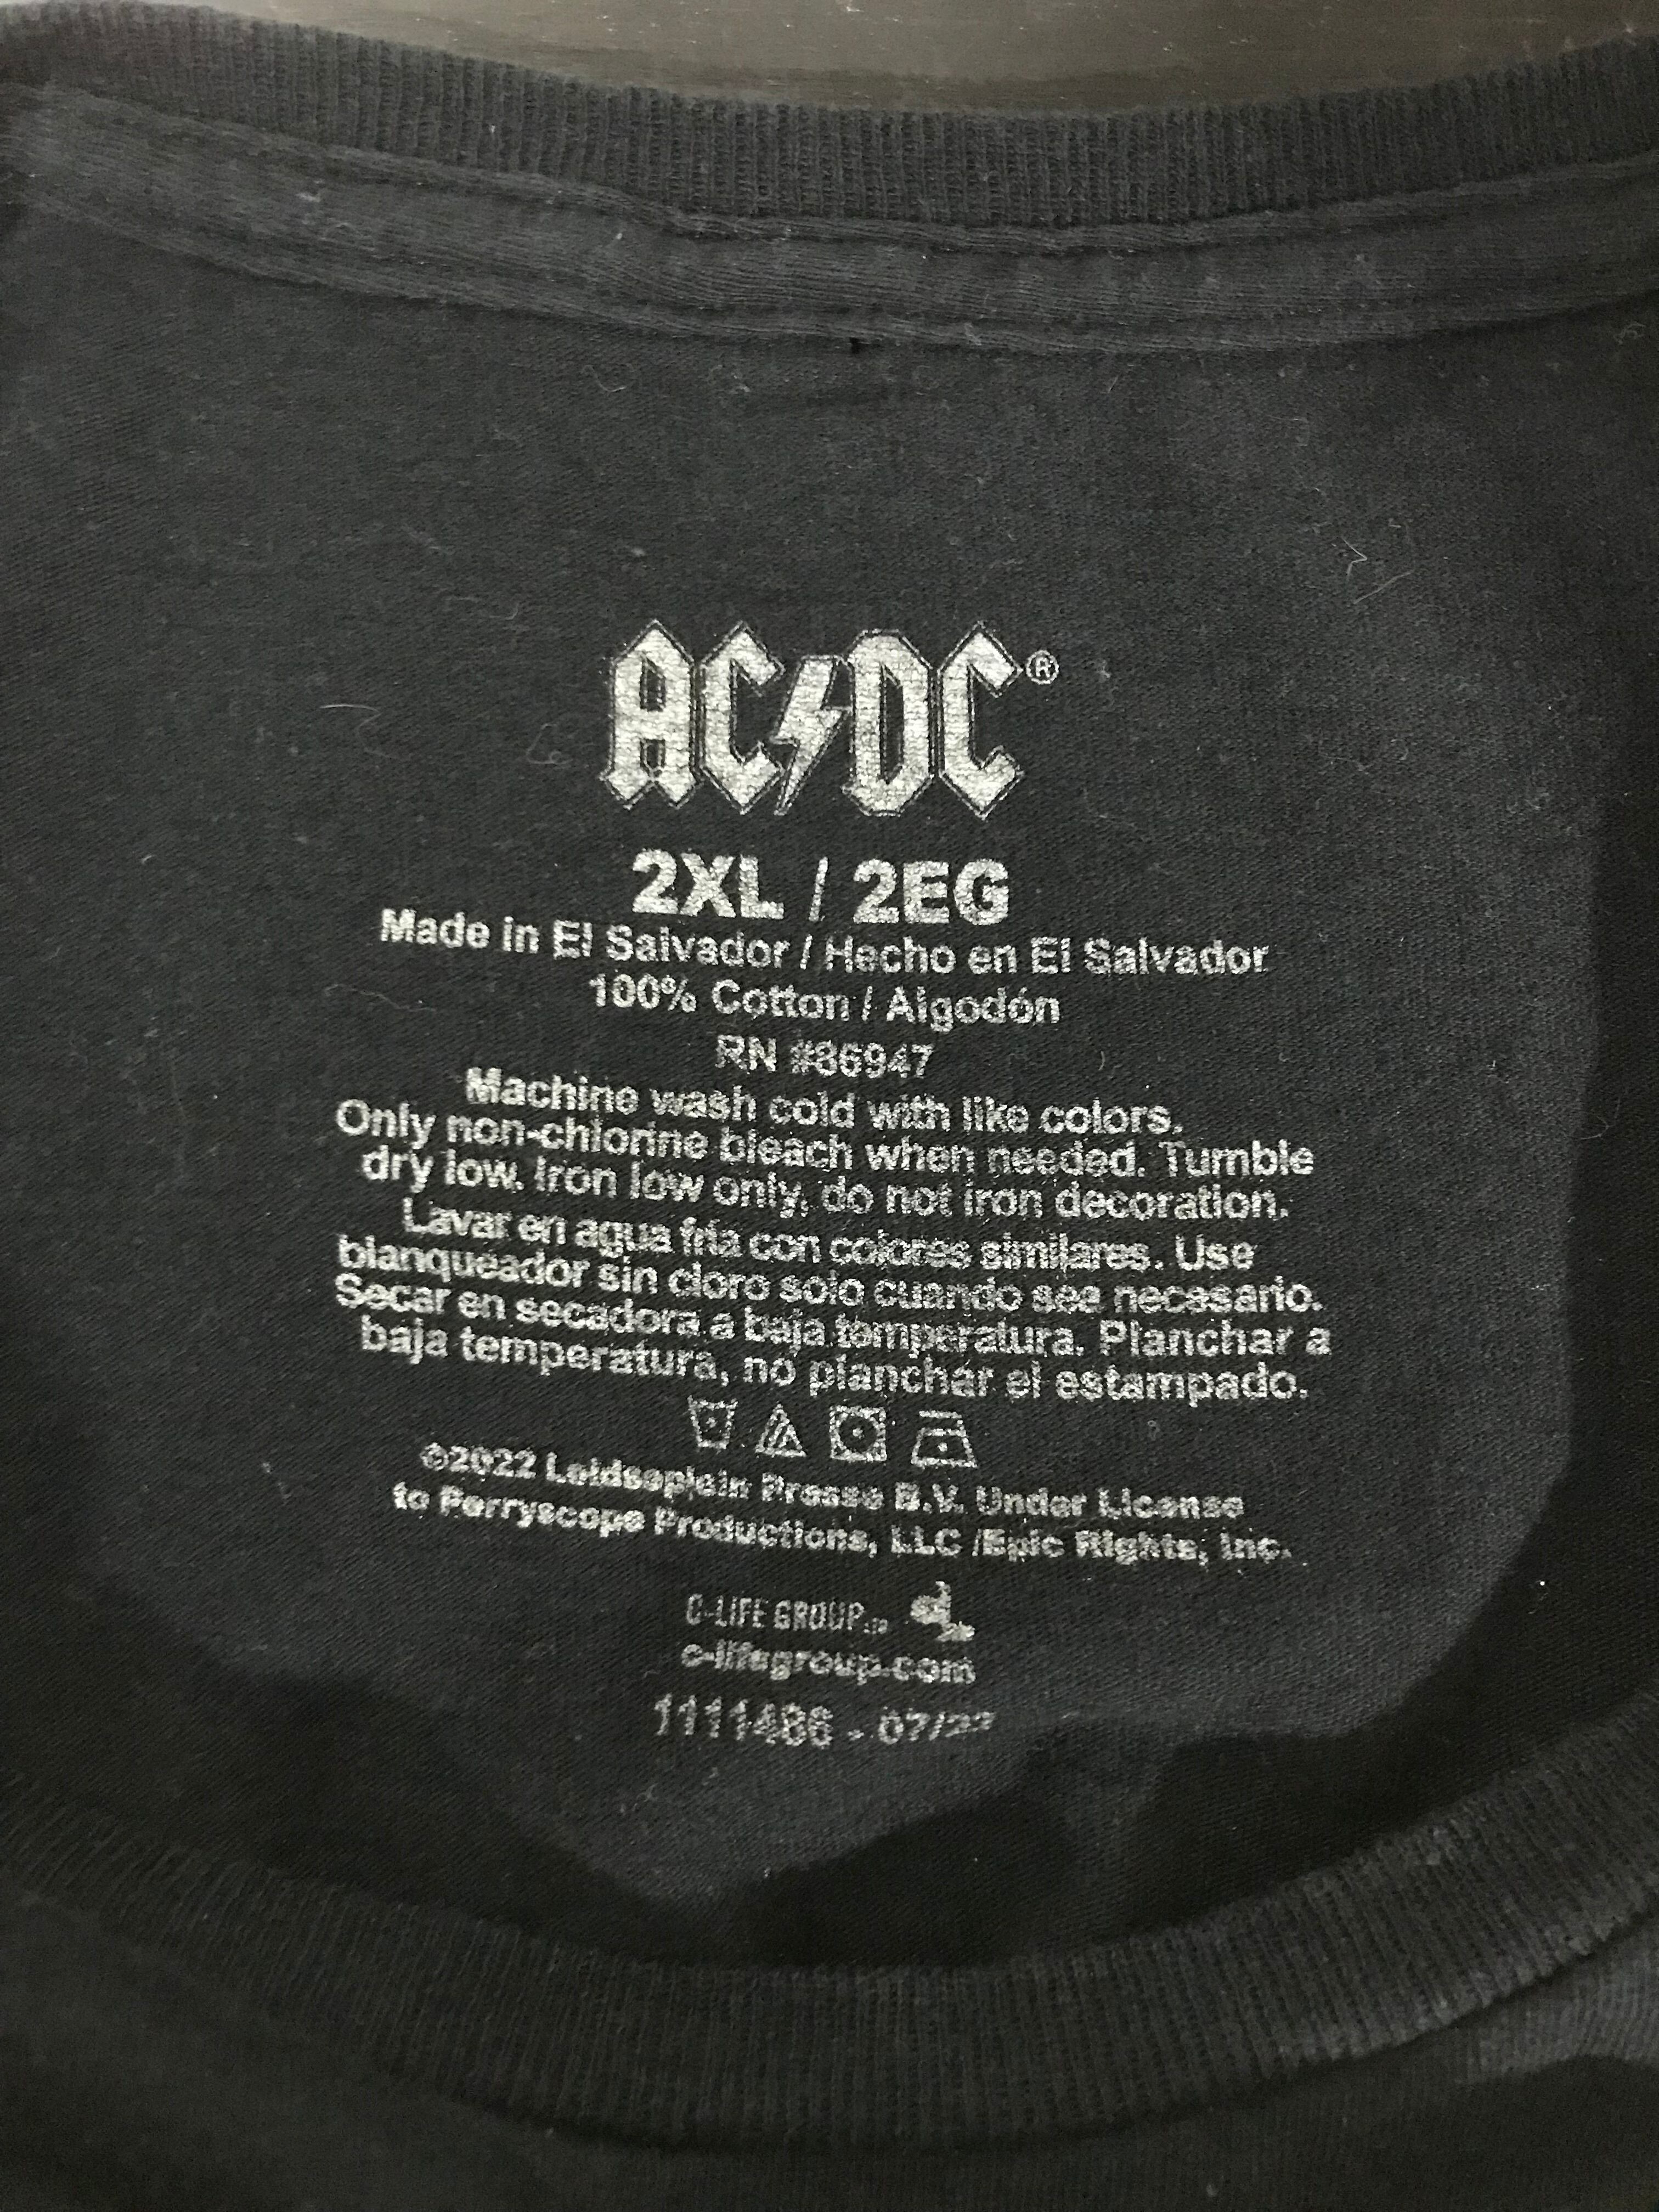 AC⚡DC®
2XL / 2EG
Made in El Salvador / Hecho en El Salvador
100% Cotton / Algodón
RN #86947
Machine wash cold with like colors.
Only non-chlorine bleach when needed. Tumble
dry low. Iron low only, do not iron decoration.
Lavar en agua fría con colores similares. Use
blanqueador sin cloro solo cuando sea necesario.
Secar en secadora a baja temperatura. Planchar a
baja temperatura, no planchar el estampado.
©2022 Leidseplein Presse B.V. Under License
to Perryscope Productions, LLC /Epic Rights, Inc.
C-LIFE GROUP
c-lifegroup.com
1111486 - 07/22